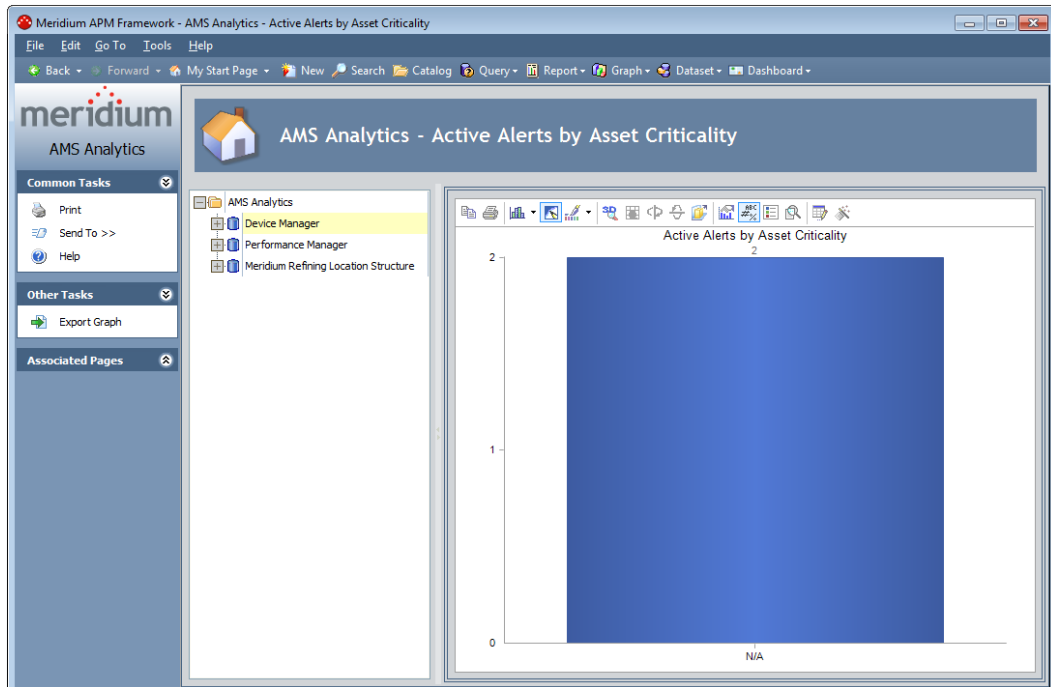 Meridium APM Framework - AMS Analytics - Active Alerts by Asset Criticality
File Edit Go To Tools Help
Back Forward My Start Page New Search Catalog Query Report Graph Dataset Dashboard
meridium
AMS Analytics
Common Tasks
Print
Send To >>
Help
Other Tasks
Export Graph
Associated Pages
AMS Analytics - Active Alerts by Asset Criticality
AMS Analytics
Device Manager
Performance Manager
Meridium Refining Location Structure
3D
ABC
#%
Active Alerts by Asset Criticality
2
2
1
0
N/A